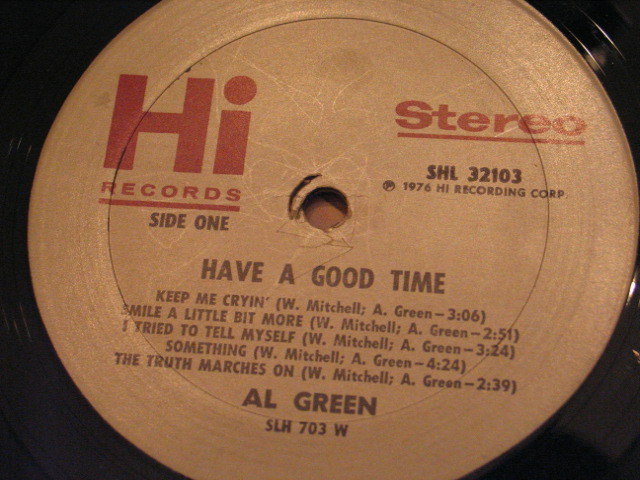 Hi
RECORDS
SIDE ONE
Stereo
SHL 32103
℗ 1976 HI RECORDING CORP
HAVE A GOOD TIME
KEEP ME CRYIN' (W. Mitchell; A. Green—3:06)
SMILE A LITTLE BIT MORE (W. Mitchell; A. Green—2:51)
I TRIED TO TELL MYSELF (W. Mitchell; A. Green—3:24)
SOMETHING (W. Mitchell; A. Green—4:24)
THE TRUTH MARCHES ON (W. Mitchell; A. Green—2:39)
AL GREEN
SLH 703 W